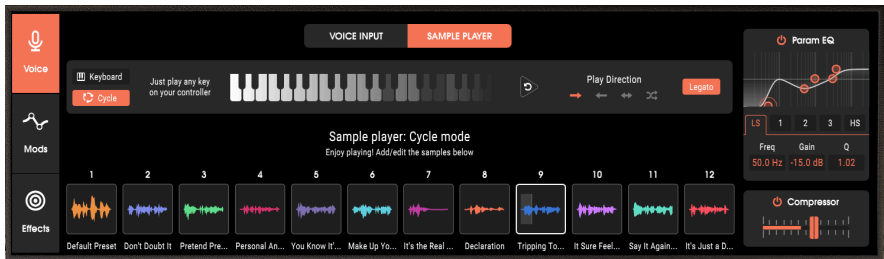 VOICE INPUT
SAMPLE PLAYER
Voice
Mods
Effects
Keyboard
Cycle
Just play any key
on your controller
Play Direction
Legato
Sample player: Cycle mode
Enjoy playing! Add/edit the samples below
1 2 3 4 5 6 7 8 9 10 11 12
Default Preset Don't Doubt It Pretend Pre... Personal An... You Know It'... Make Up Yo... It's the Real ... Declaration Tripping To... It Sure Feel... Say It Again... It's Just a D...
Param EQ
LS 1 2 3 HS
Freq Gain Q
50.0 Hz -15.0 dB 1.02
Compressor